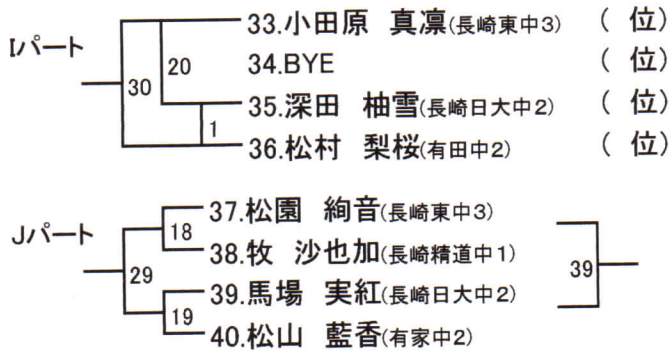 Iパート
33.小田原 真凛(長崎東中3) ( 位)
20
34.BYE ( 位)
30
35.深田 柚雪(長崎日大中2) ( 位)
1
36.松村 梨桜(有田中2) ( 位)
37.松園 絢音(長崎東中3)
Jパート
18
38.牧 沙也加(長崎精道中1)
29
39
39.馬場 実紅(長崎日大中2)
19
40.松山 藍香(有家中2)